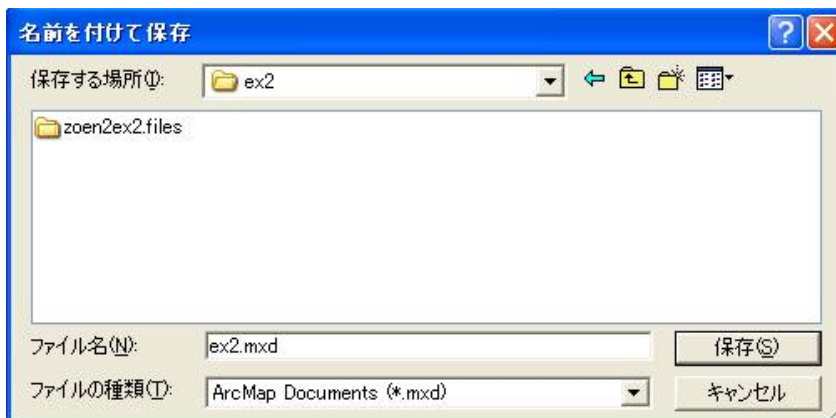 名前を付けて保存
保存する場所(I): ex2
zoen2ex2.files
ファイル名(N): ex2.mxd 保存(S)
ファイルの種類(T): ArcMap Documents (*.mxd) キャンセル